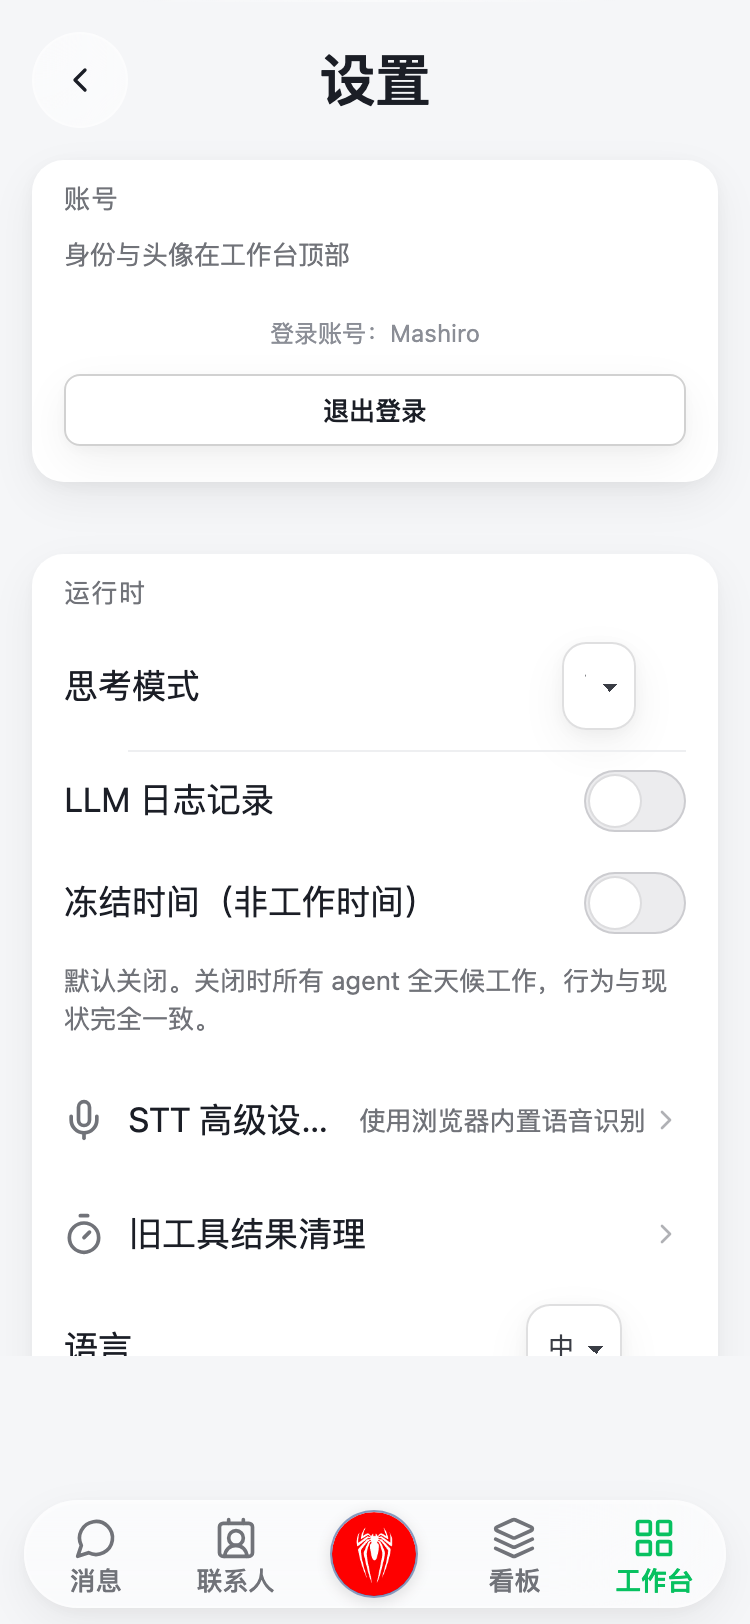 设置
账号
身份与头像在工作台顶部
登录账号：Mashiro
退出登录
运行时
思考模式
LLM 日志记录
冻结时间（非工作时间）
默认关闭。关闭时所有 agent 全天候工作，行为与现
状完全一致。
STT 高级设... 使用浏览器内置语音识别
旧工具结果清理
语言 中
消息 联系人 看板 工作台